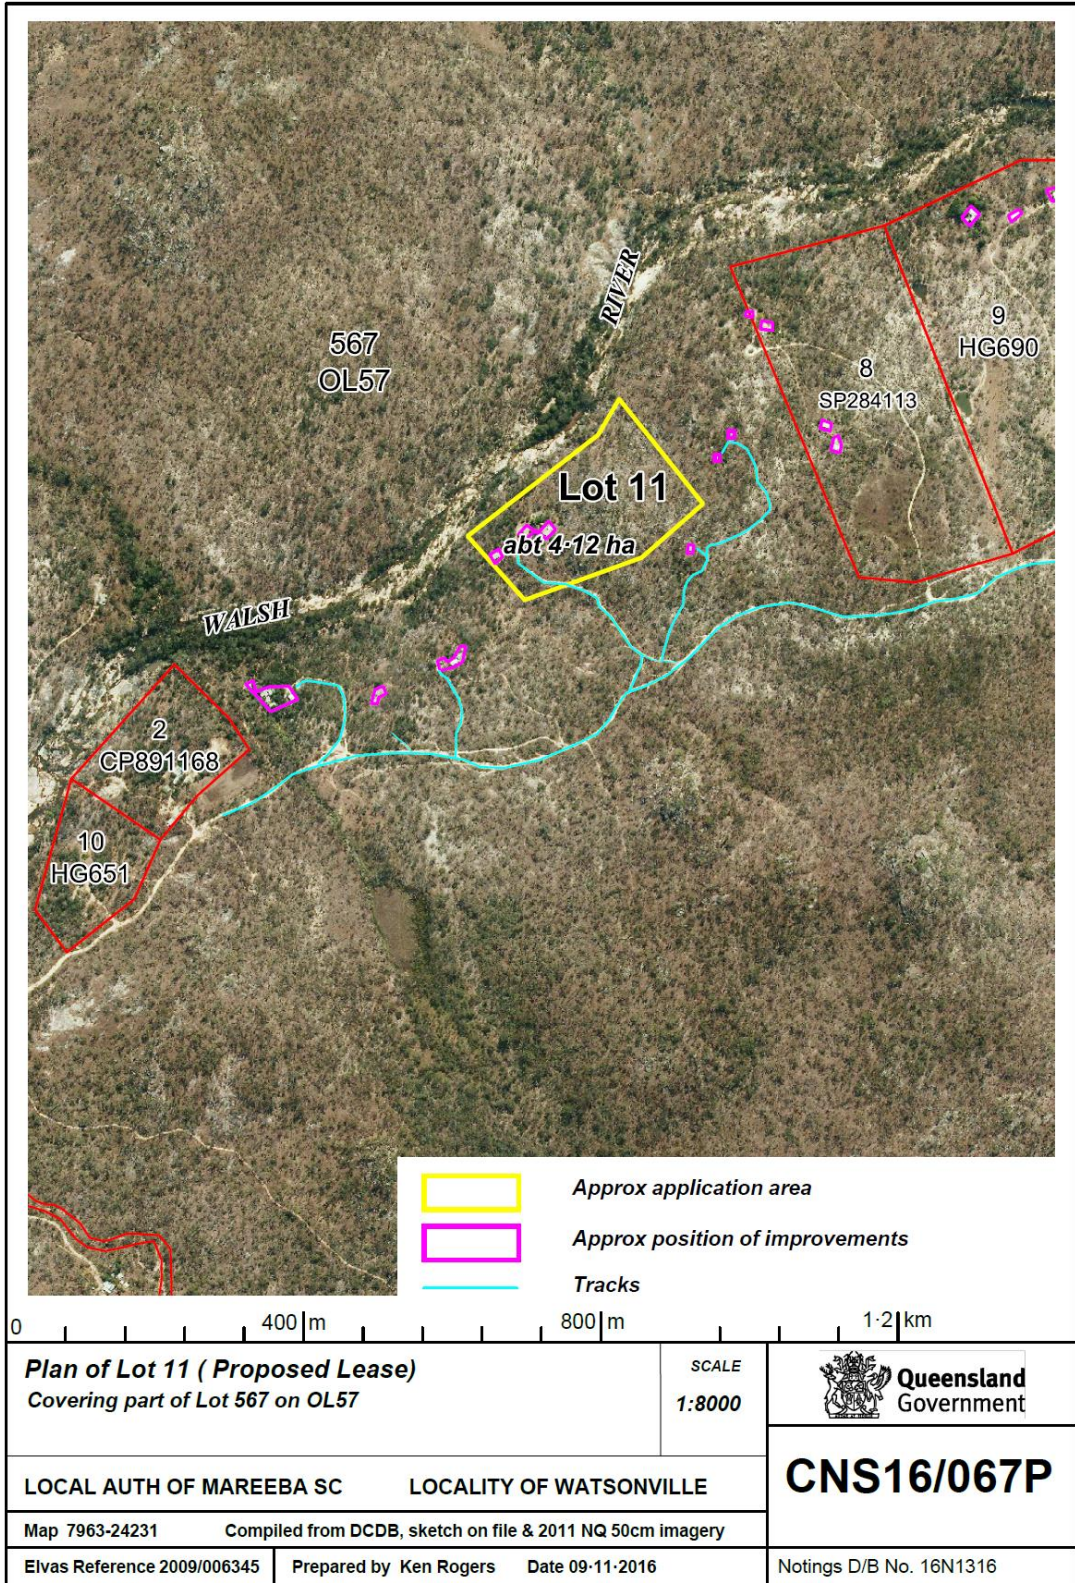 RIVER
567
OL57
9
HG690
8
SP284113
Lot 11
abt 4·12 ha
WALSH
2
CP891168
10
HG651
Approx application area
Approx position of improvements
Tracks
0 400 m 800 m 1·2 km
Plan of Lot 11 ( Proposed Lease)
Covering part of Lot 567 on OL57
SCALE
1:8000
Queensland
Government
LOCAL AUTH OF MAREEBA SC LOCALITY OF WATSONVILLE
CNS16/067P
Map 7963-24231 Compiled from DCDB, sketch on file & 2011 NQ 50cm imagery
Elvas Reference 2009/006345 Prepared by Ken Rogers Date 09·11·2016
Notings D/B No. 16N1316